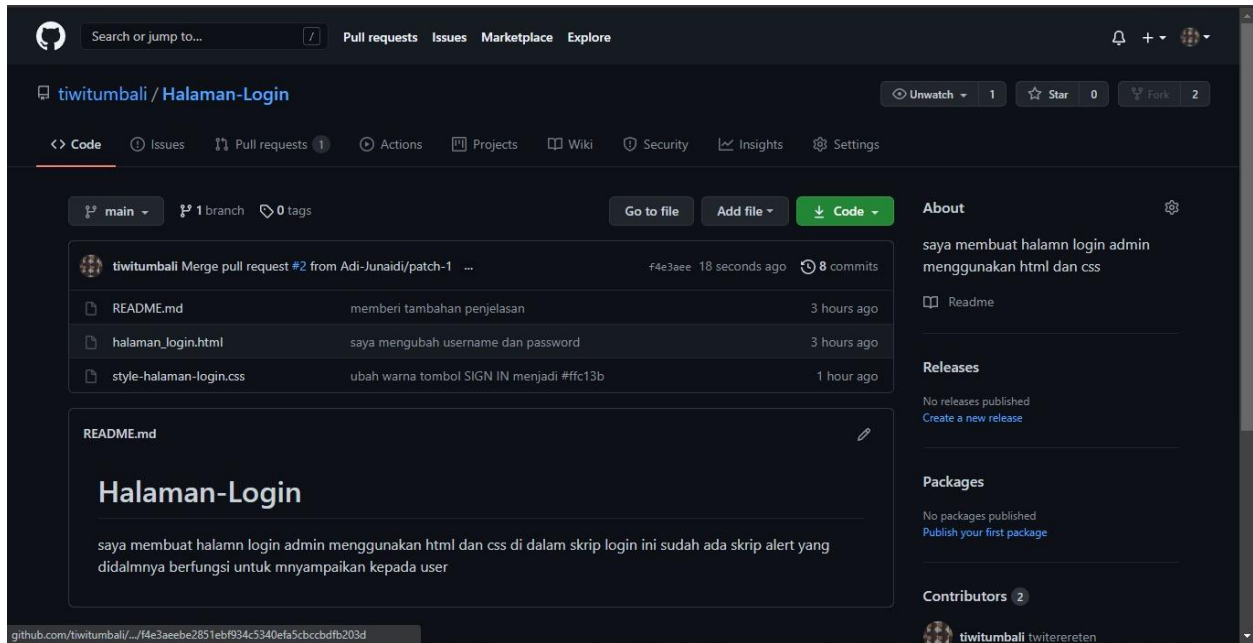 Search or jump to... /
Pull requests Issues Marketplace Explore
tiwitumbali / Halaman-Login
Unwatch 1 Star 0 Fork 2
Code Issues Pull requests 1 Actions Projects Wiki Security Insights Settings
main 1 branch 0 tags Go to file Add file Code
tiwitumbali Merge pull request #2 from Adi-Junaidi/patch-1 ... f4e3aee 18 seconds ago 8 commits
README.md memberi tambahan penjelasan 3 hours ago
halaman_login.html saya mengubah username dan password 3 hours ago
style-halaman-login.css ubah warna tombol SIGN IN menjadi #ffc13b 1 hour ago
README.md
Halaman-Login
saya membuat halamn login admin menggunakan html dan css di dalam skrip login ini sudah ada skrip alert yang
didalmnya berfungsi untuk mnyampaikan kepada user
About
saya membuat halamn login admin
menggunakan html dan css
Readme
Releases
No releases published
Create a new release
Packages
No packages published
Publish your first package
Contributors 2
tiwitumbali twiterereten
github.com/tiwitumbali/.../f4e3aeebe2851ebf934c5340efa5cbccbdfb203d